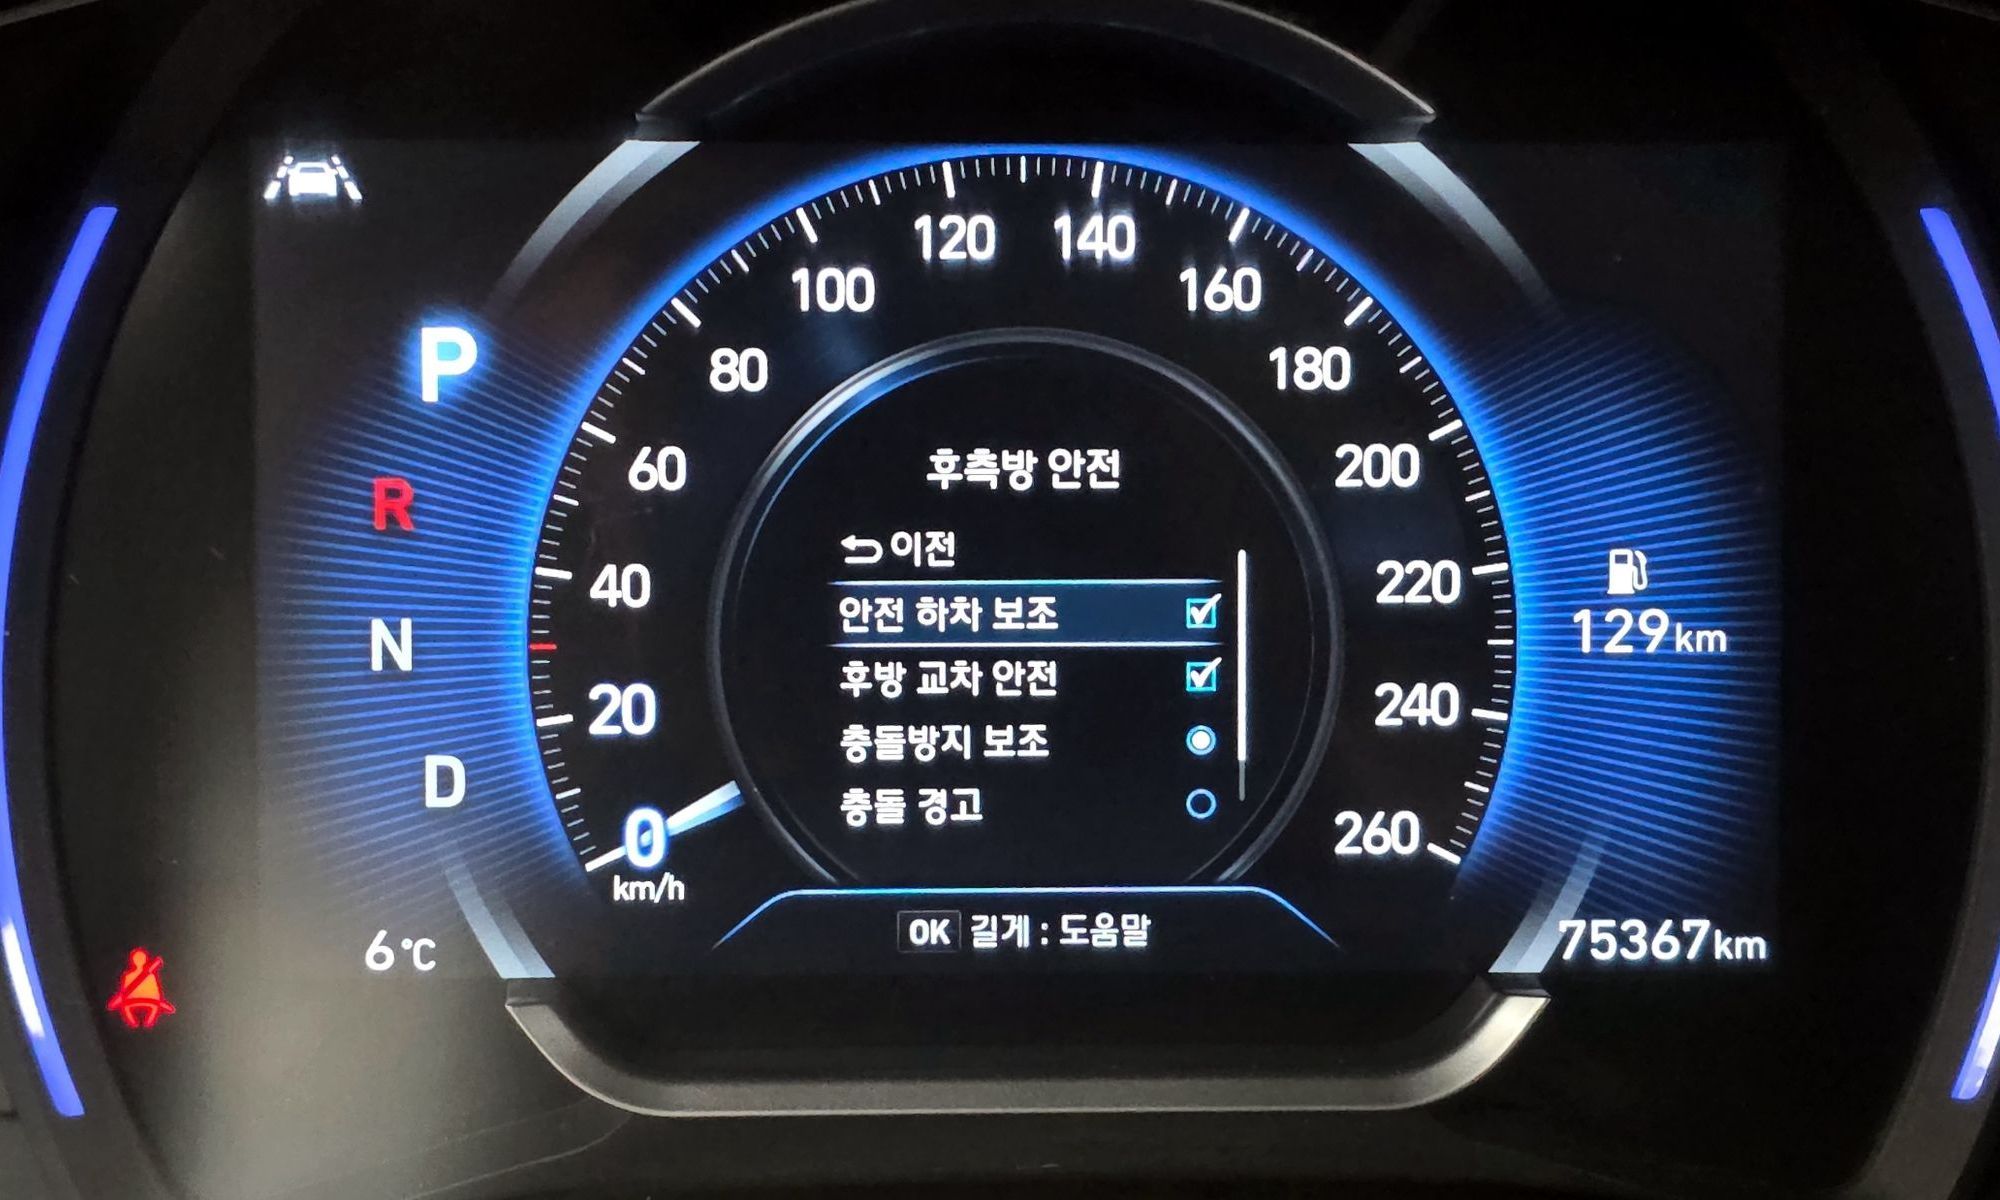 120 140
100 160
80 180
60 200
40 220
20 240
0 260
km/h
P
R
N
D
후측방 안전
이전
안전 하차 보조
후방 교차 안전
충돌방지 보조
충돌 경고
OK 길게 : 도움말
129km
6°C
75367km